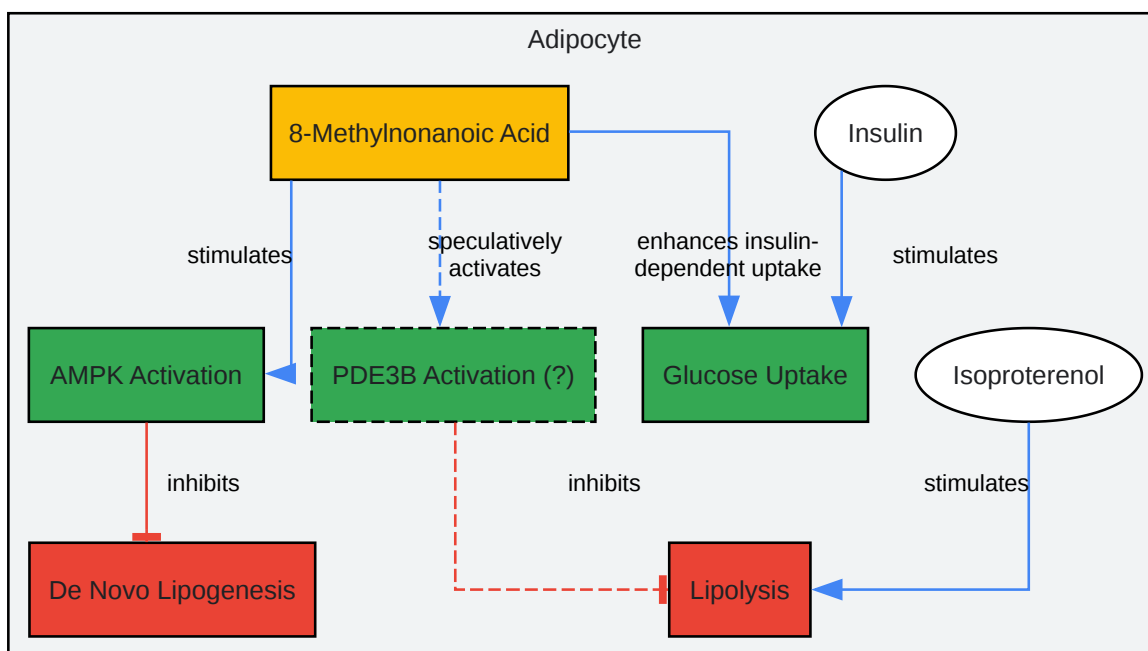 Adipocyte
8-Methylnonanoic Acid
Insulin
stimulates
speculatively
activates
enhances insulin-
dependent uptake
stimulates
AMPK Activation
PDE3B Activation (?)
Glucose Uptake
Isoproterenol
inhibits
inhibits
stimulates
De Novo Lipogenesis
Lipolysis